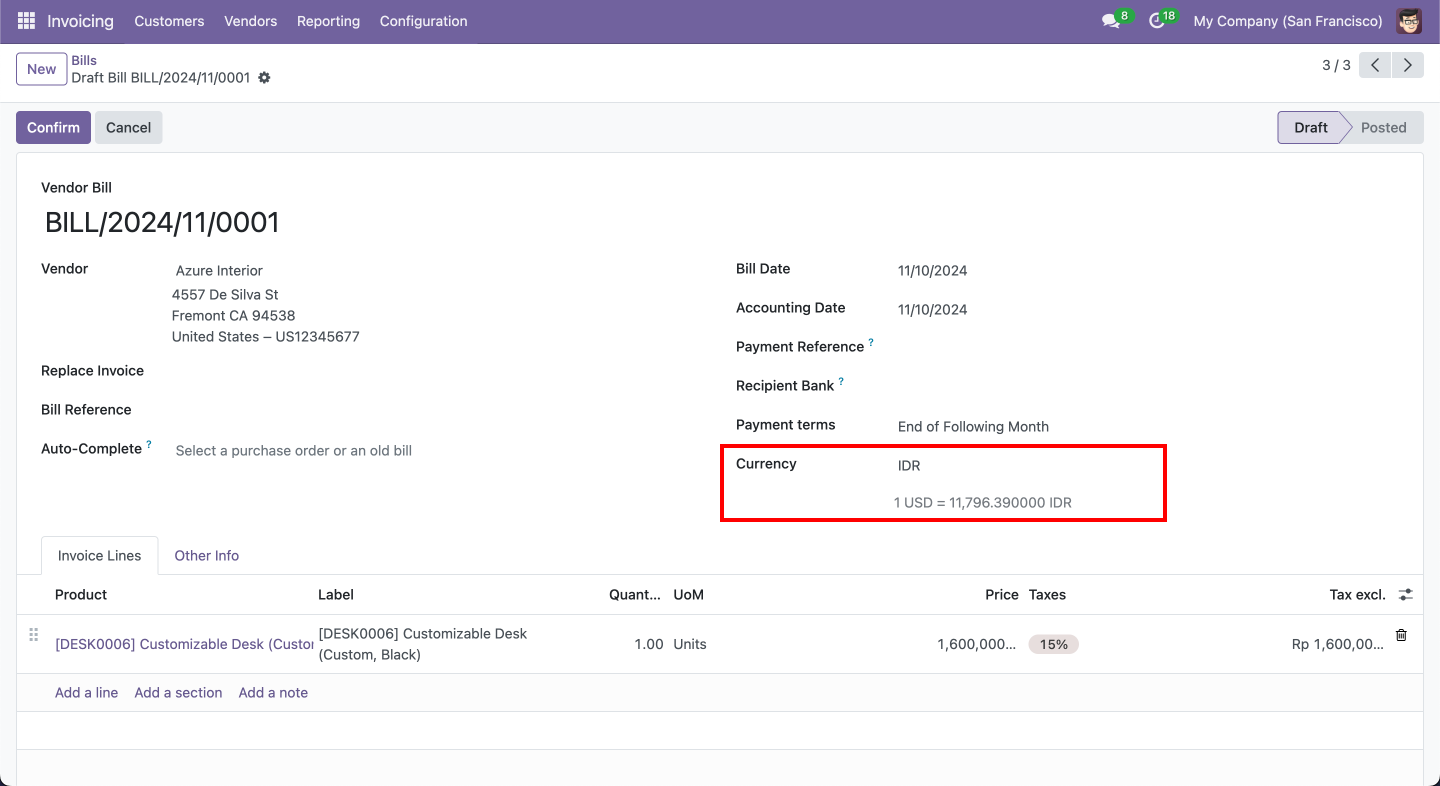 Invoicing Customers Vendors Reporting Configuration 8 18 My Company (San Francisco)
New Bills 3 / 3
Draft Bill BILL/2024/11/0001
Confirm Cancel Draft Posted
Vendor Bill
BILL/2024/11/0001
Vendor Azure Interior
4557 De Silva St
Fremont CA 94538
United States – US12345677
Replace Invoice
Bill Reference
Auto-Complete ? Select a purchase order or an old bill
Bill Date 11/10/2024
Accounting Date 11/10/2024
Payment Reference ?
Recipient Bank ?
Payment terms End of Following Month
Currency IDR
1 USD = 11,796.390000 IDR
Invoice Lines Other Info
Product Label Quant... UoM Price Taxes Tax excl.
[DESK0006] Customizable Desk (Custor [DESK0006] Customizable Desk 1.00 Units 1,600,000... 15% Rp 1,600,00...
(Custom, Black)
Add a line Add a section Add a note